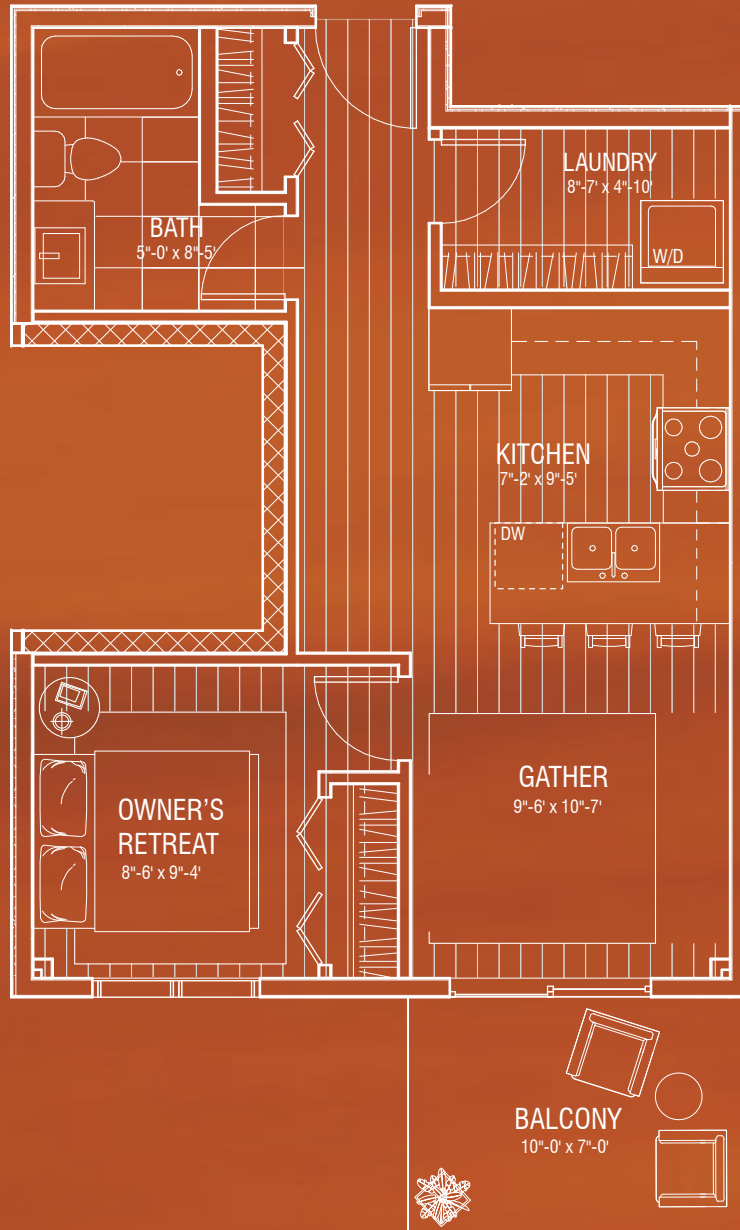 LAUNDRY
8"-7' x 4"-10'
W/D
BATH
5"-0' x 8"-5'
KITCHEN
7"-2' x 9"-5'
DW
GATHER
9"-6' x 10"-7'
OWNER'S
RETREAT
8"-6' x 9"-4'
BALCONY
10"-0' x 7"-0'